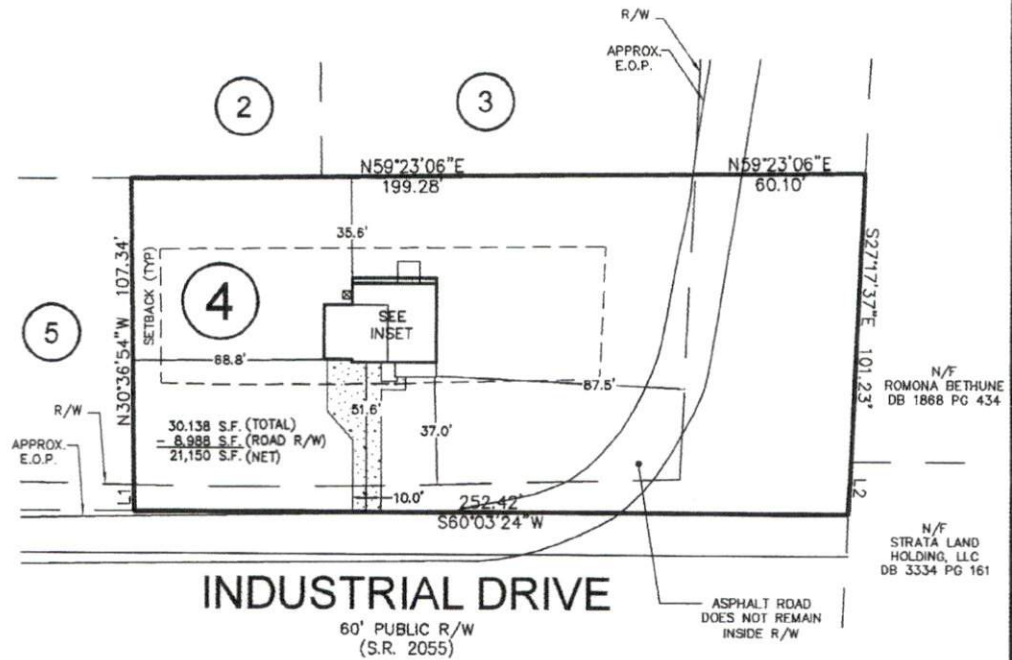 R/W
APPROX.
E.O.P.
2
3
N59°23'06"E
199.28'
N59°23'06"E
60.10'
35.6'
SETBACK (TYP)
4
SEE
INSET
5
N30°36'54"W 107.34'
S27°17'37"E 101.23'
88.8'
87.5'
N/F
ROMONA BETHUNE
DB 1868 PG 434
R/W
30.138 S.F. (TOTAL)
- 8.988 S.F. (ROAD R/W)
21,150 S.F. (NET)
51.6'
37.0'
APPROX.
E.O.P.
L1
10.0'
252.42'
S60°03'24"W
L2
N/F
STRATA LAND
HOLDING, LLC
DB 3334 PG 161
INDUSTRIAL DRIVE
60' PUBLIC R/W
(S.R. 2055)
ASPHALT ROAD
DOES NOT REMAIN
INSIDE R/W